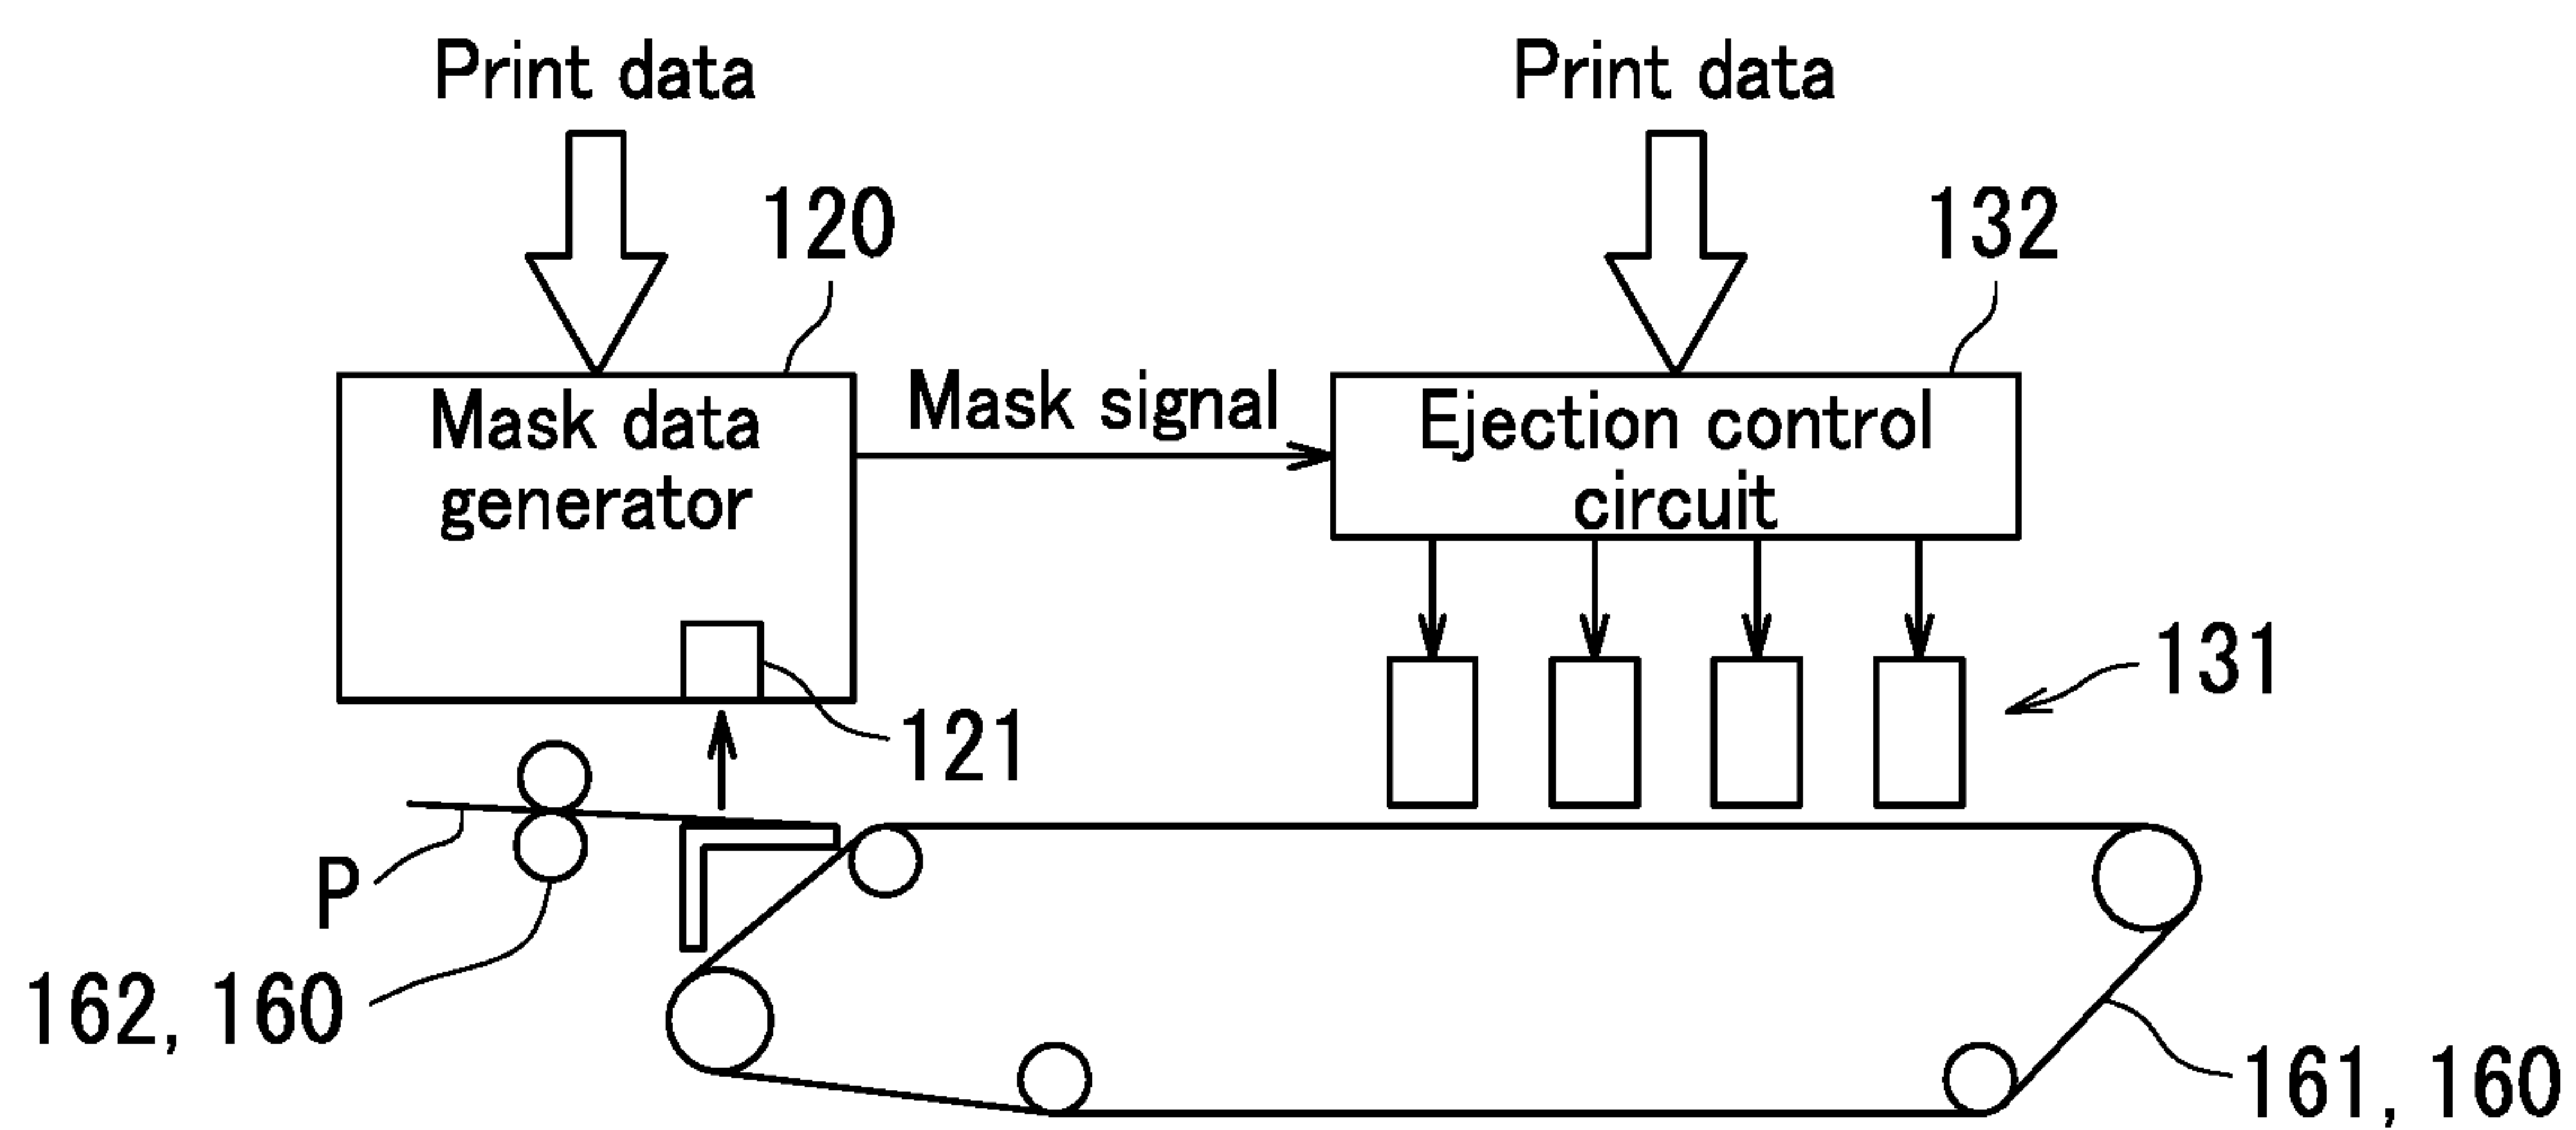 Print data
Print data
120
132
Mask data
generator
Mask signal
Ejection control
circuit
131
121
P
162, 160
161, 160